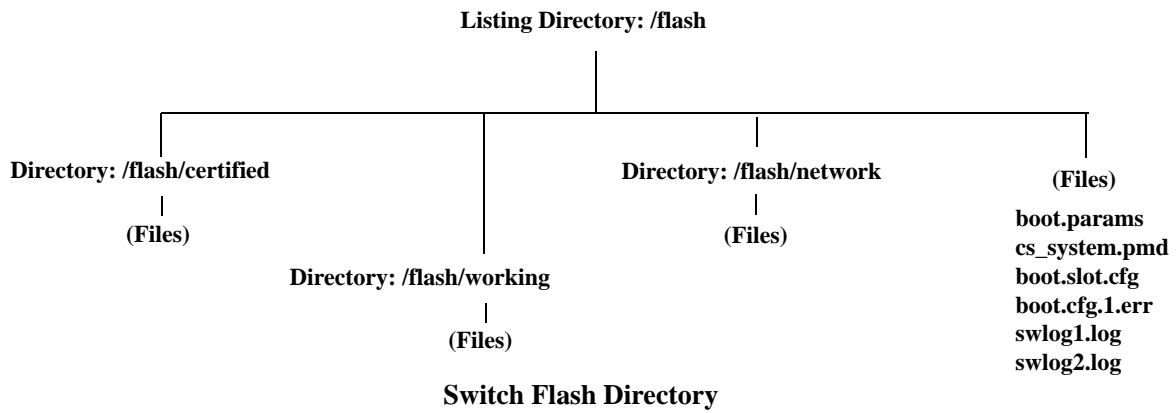 Listing Directory: /flash
Directory: /flash/certified
(Files)
Directory: /flash/working
(Files)
Directory: /flash/network
(Files)
(Files)
boot.params
cs_system.pmd
boot.slot.cfg
boot.cfg.1.err
swlog1.log
swlog2.log
Switch Flash Directory